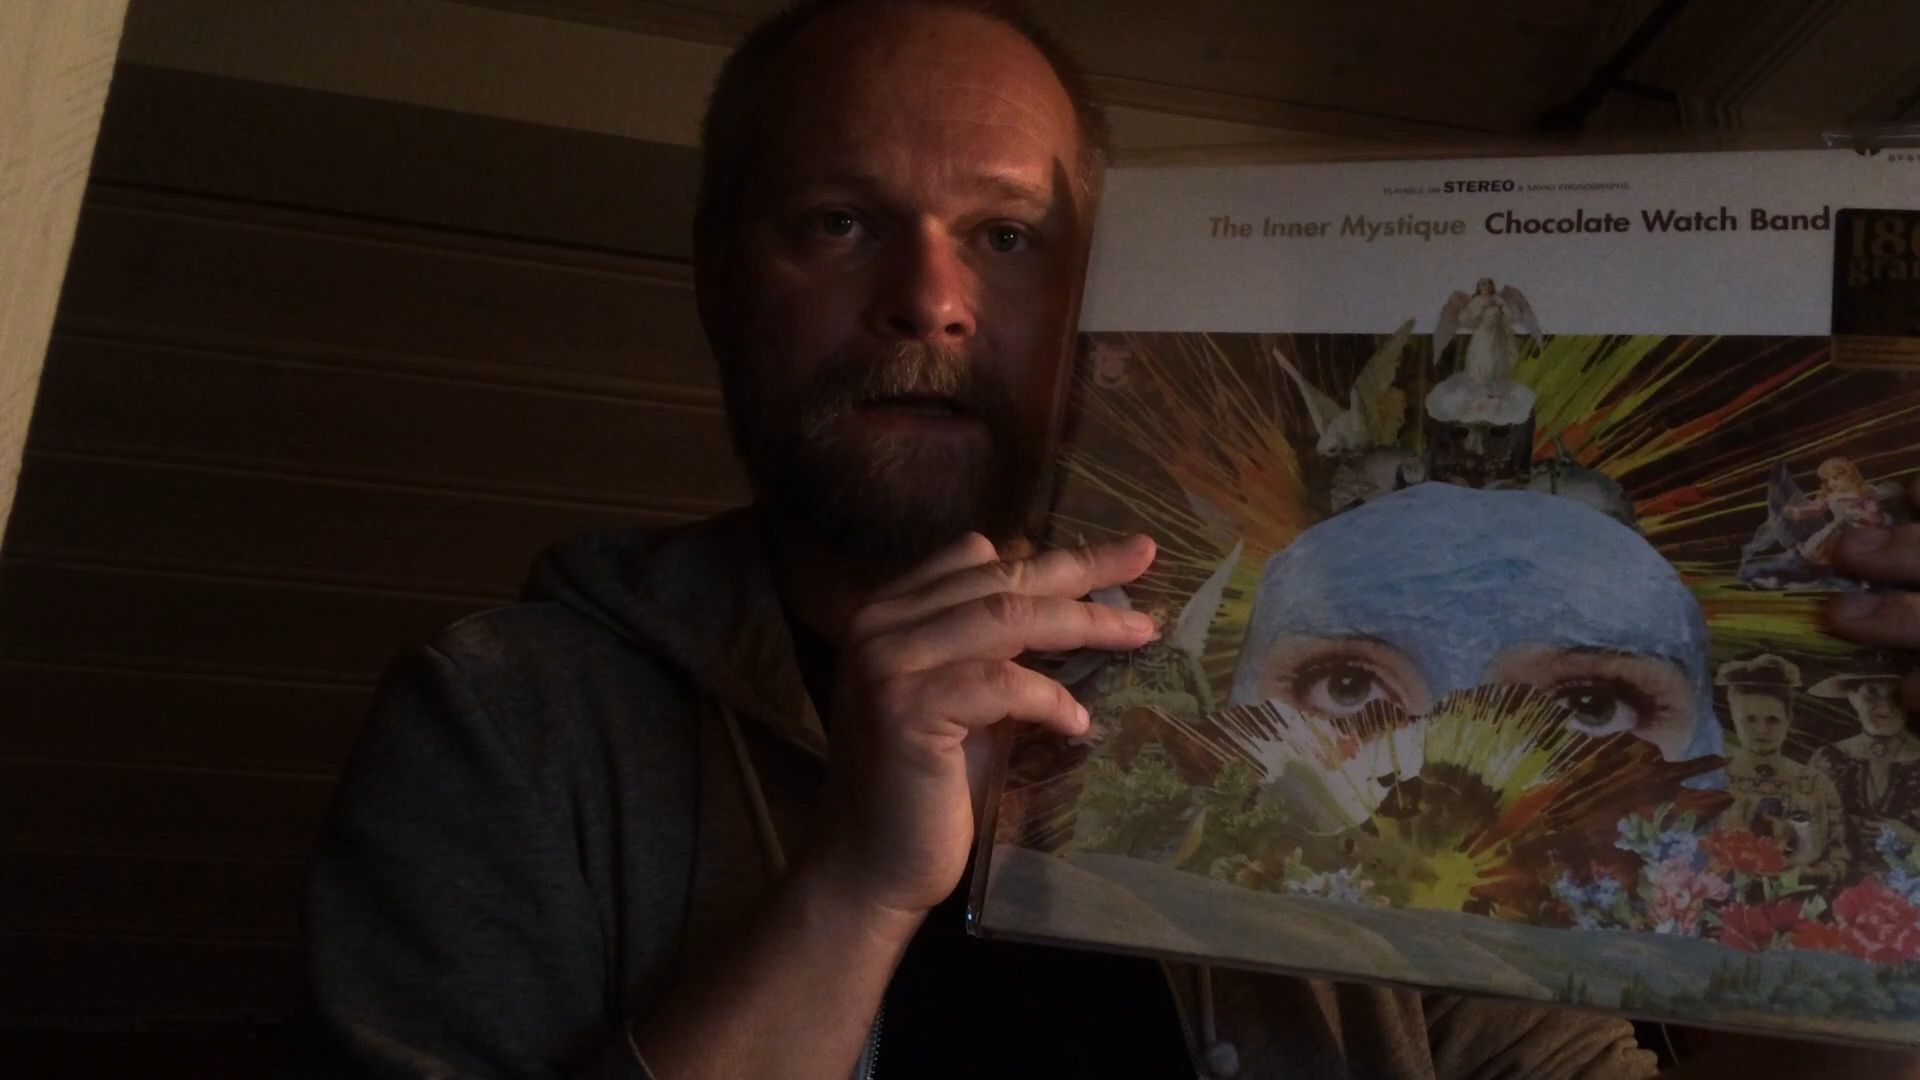 PLAYABLE ON STEREO & MONO PHONOGRAPHS
The Inner Mystique Chocolate Watch Band